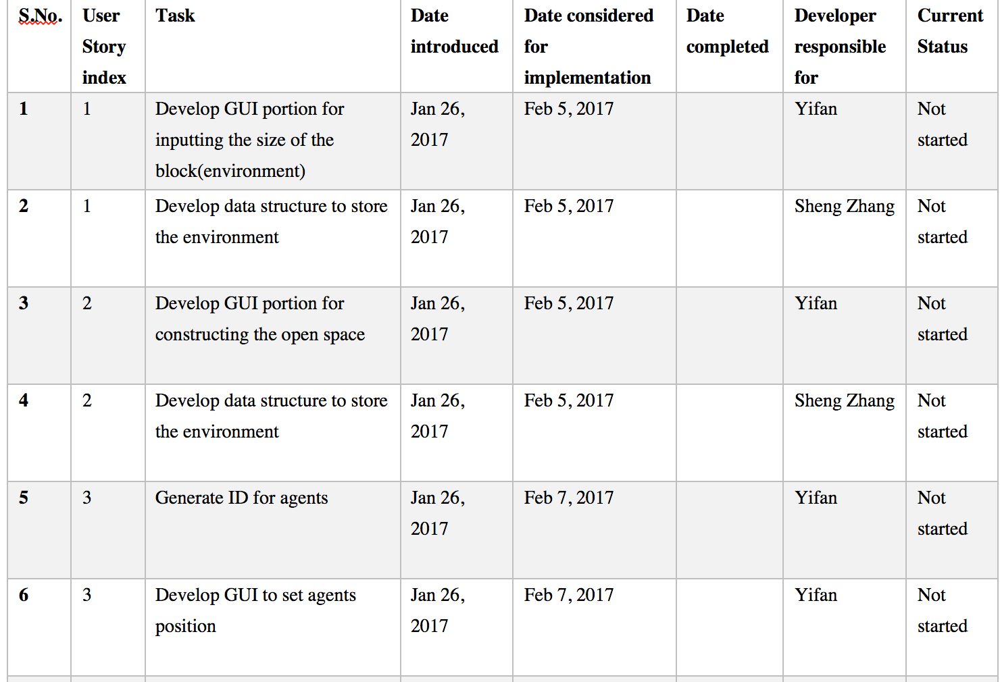 S.No.
User
Story
index
Task
Date
introduced
Date considered
for
implementation
Date
completed
Developer
responsible
for
Current
Status
1
1
Develop GUI portion for
inputting the size of the
block(environment)
Jan 26,
2017
Feb 5, 2017
Yifan
Not
started
2
1
Develop data structure to store
the environment
Jan 26,
2017
Feb 5, 2017
Sheng Zhang
Not
started
3
2
Develop GUI portion for
constructing the open space
Jan 26,
2017
Feb 5, 2017
Yifan
Not
started
4
2
Develop data structure to store
the environment
Jan 26,
2017
Feb 5, 2017
Sheng Zhang
Not
started
5
3
Generate ID for agents
Jan 26,
2017
Feb 7, 2017
Yifan
Not
started
6
3
Develop GUI to set agents
position
Jan 26,
2017
Feb 7, 2017
Yifan
Not
started